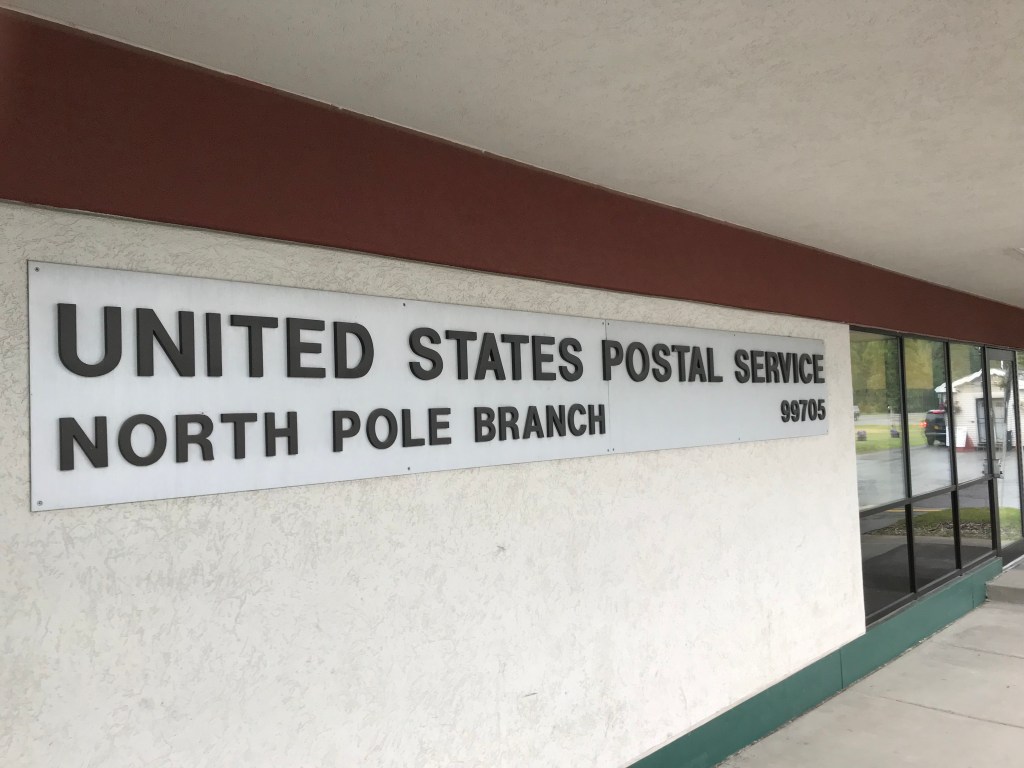 UNITED STATES POSTAL SERVICE
NORTH POLE BRANCH 99705